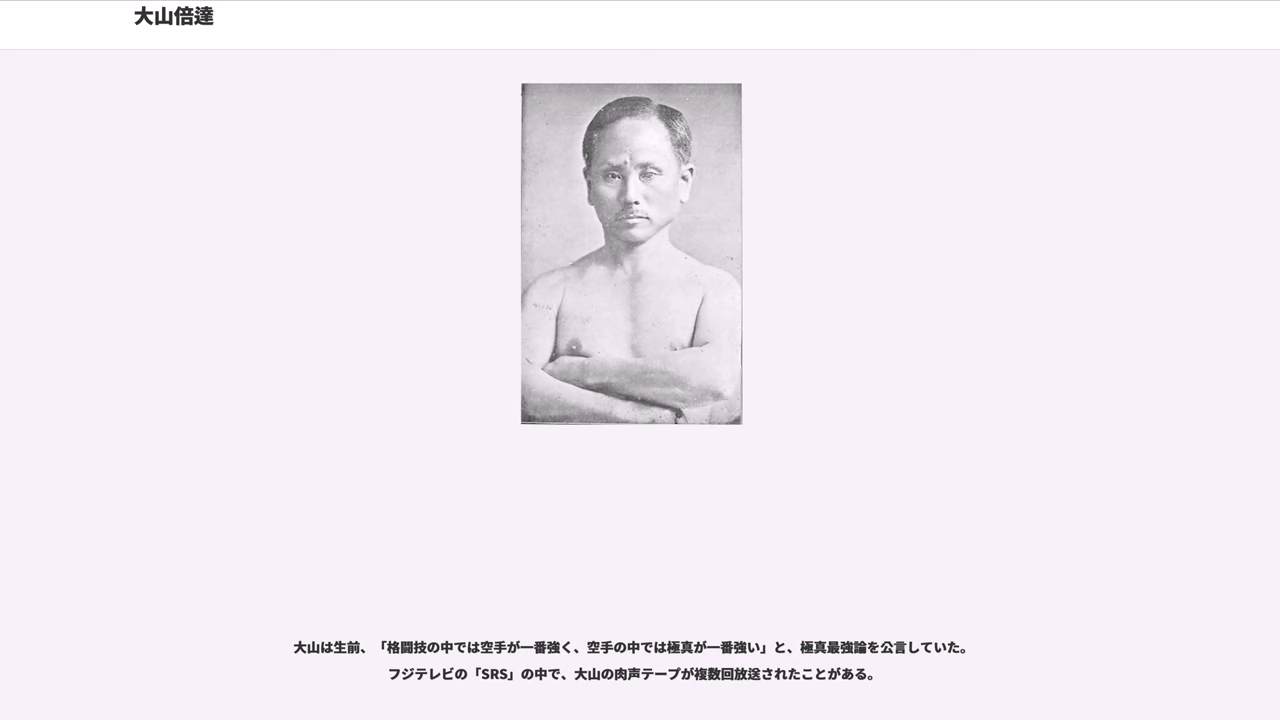 大山倍達
大山は生前、「格闘技の中では空手が一番強く、空手の中では極真が一番強い」と、極真最強論を公言していた。
フジテレビの「SRS」の中で、大山の肉声テープが複数回放送されたことがある。